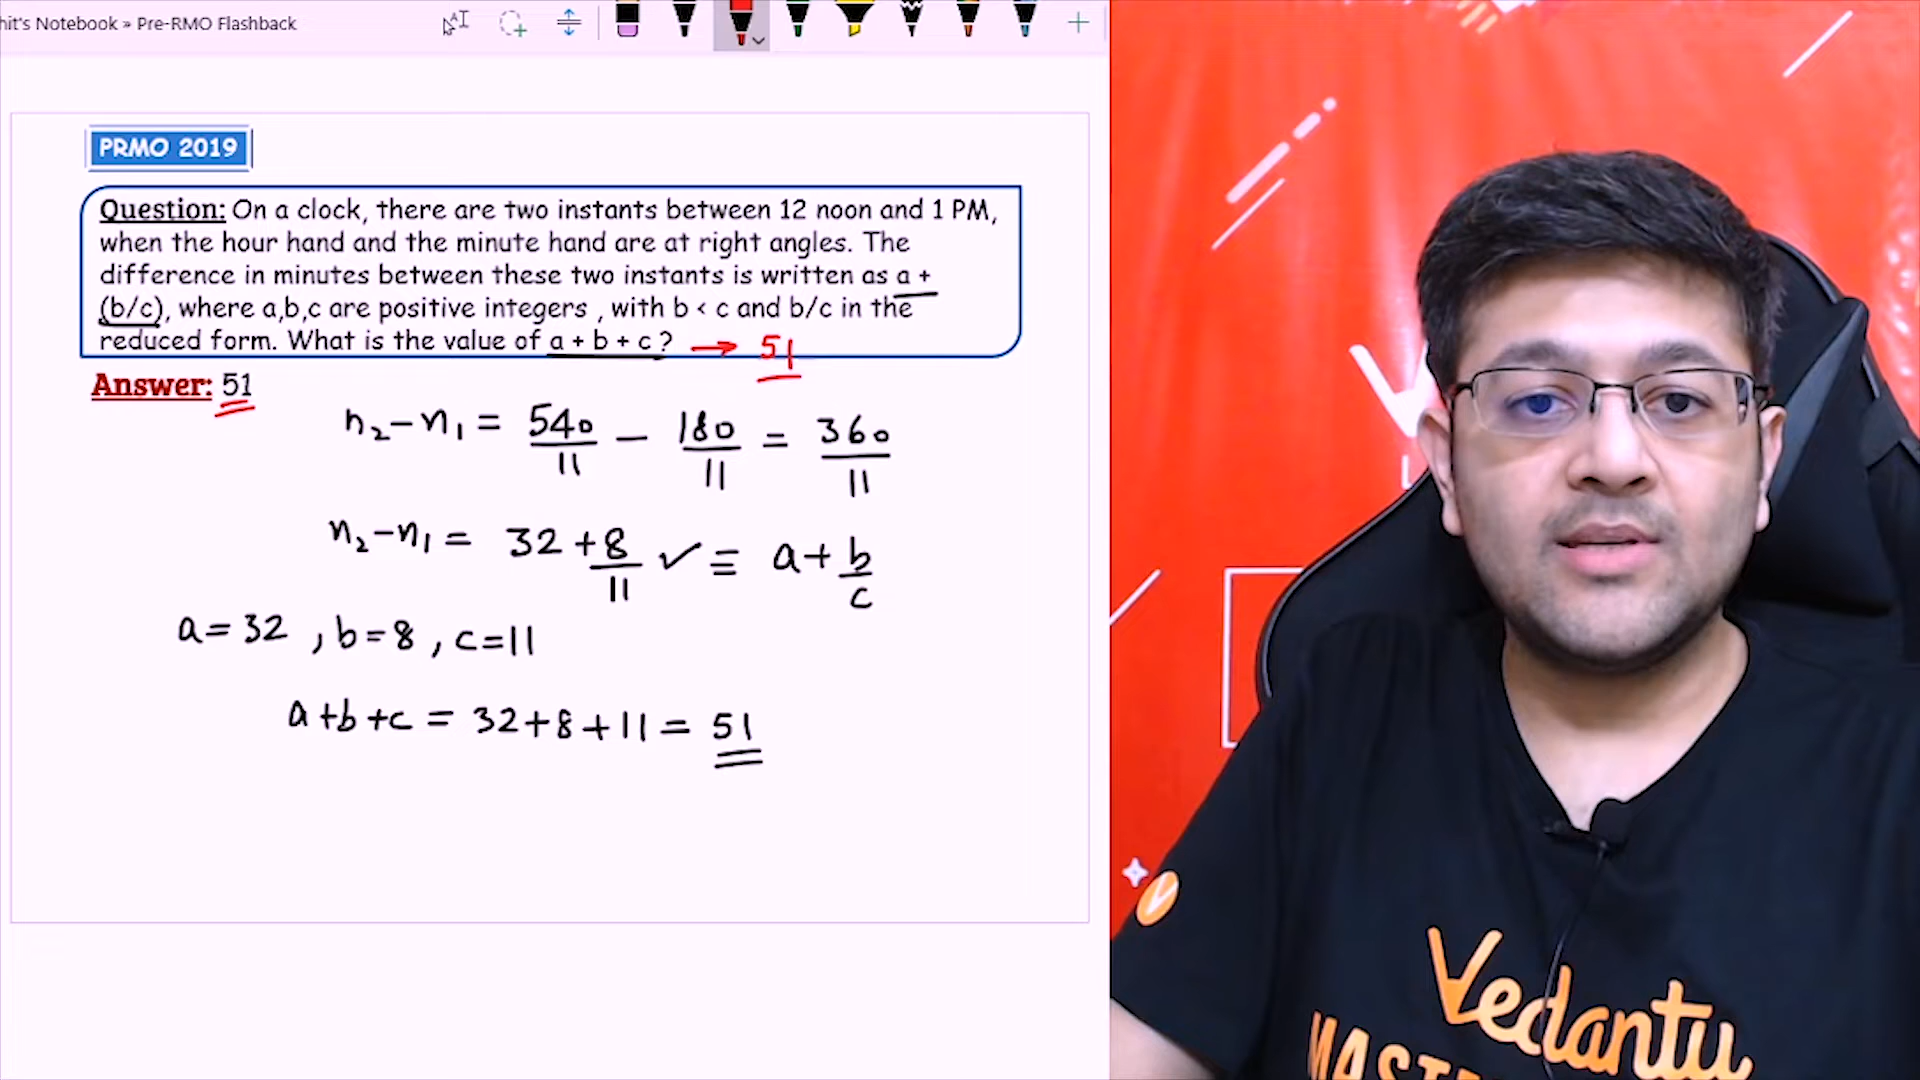 hit's Notebook » Pre-RMO Flashback
PRMO 2019
Question: On a clock, there are two instants between 12 noon and 1 PM,
when the hour hand and the minute hand are at right angles. The
difference in minutes between these two instants is written as a +
(b/c), where a,b,c are positive integers , with b < c and b/c in the
reduced form. What is the value of a + b + c ? → 51
Answer: 51
n₂-n₁ = 540/11 - 180/11 = 360/11
n₂-n₁ = 32 + 8/11 ✓ ≡ a + b/c
a = 32 , b = 8 , c = 11
a + b + c = 32 + 8 + 11 = 51
Vedantu